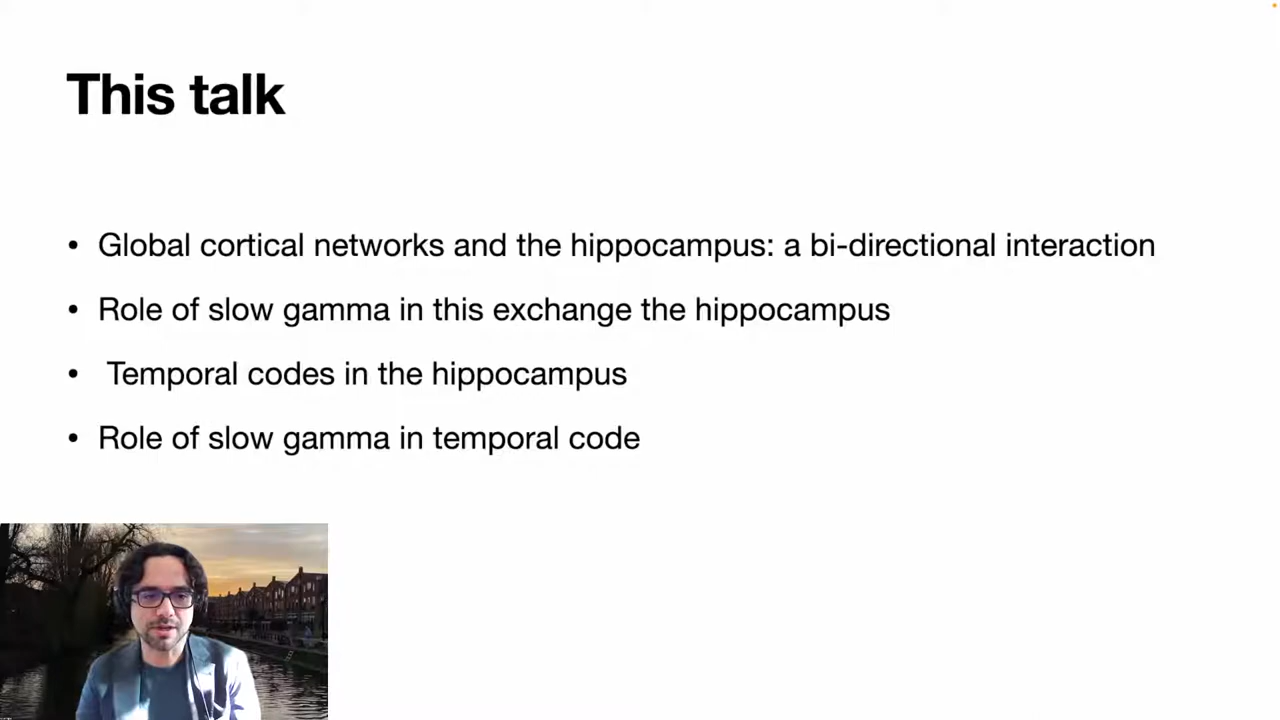 This talk
• Global cortical networks and the hippocampus: a bi-directional interaction
• Role of slow gamma in this exchange the hippocampus
• Temporal codes in the hippocampus
• Role of slow gamma in temporal code